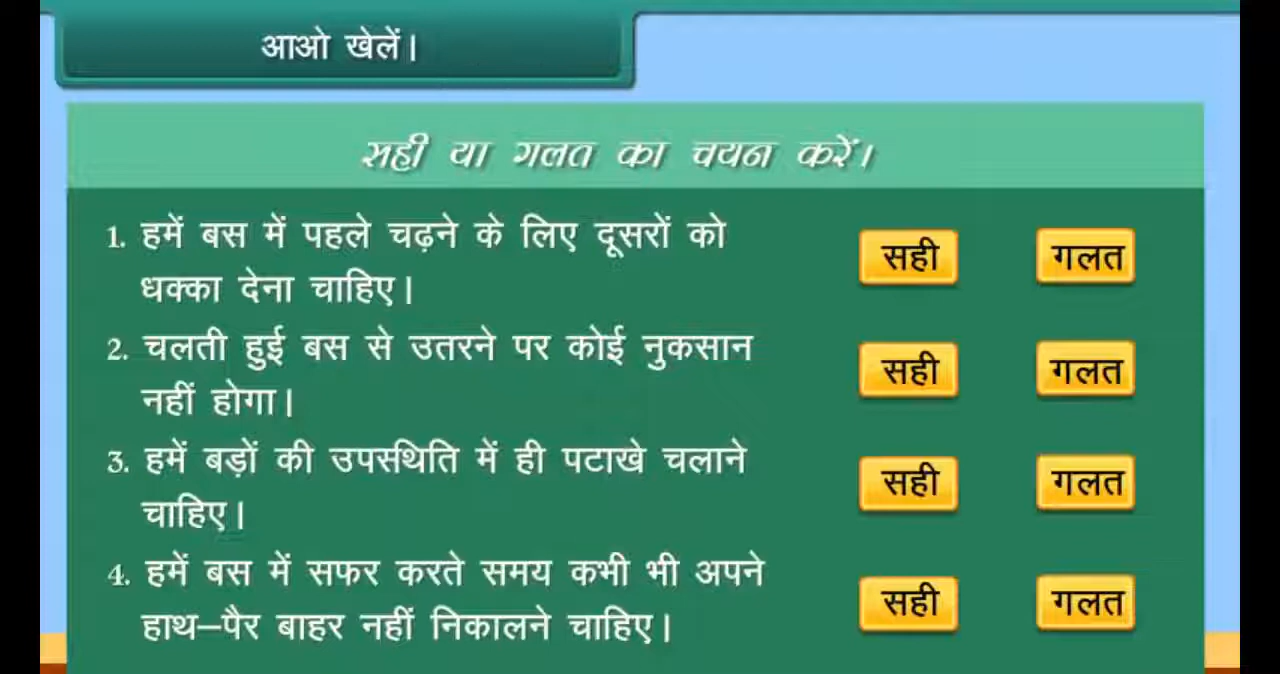 आओ खेलें।
सही या गलत का चयन करें।
1. हमें बस में पहले चढ़ने के लिए दूसरों को
धक्का देना चाहिए।
सही गलत
2. चलती हुई बस से उतरने पर कोई नुकसान
नहीं होगा।
सही गलत
3. हमें बड़ों की उपस्थिति में ही पटाखे चलाने
चाहिए।
सही गलत
4. हमें बस में सफर करते समय कभी भी अपने
हाथ–पैर बाहर नहीं निकालने चाहिए।
सही गलत